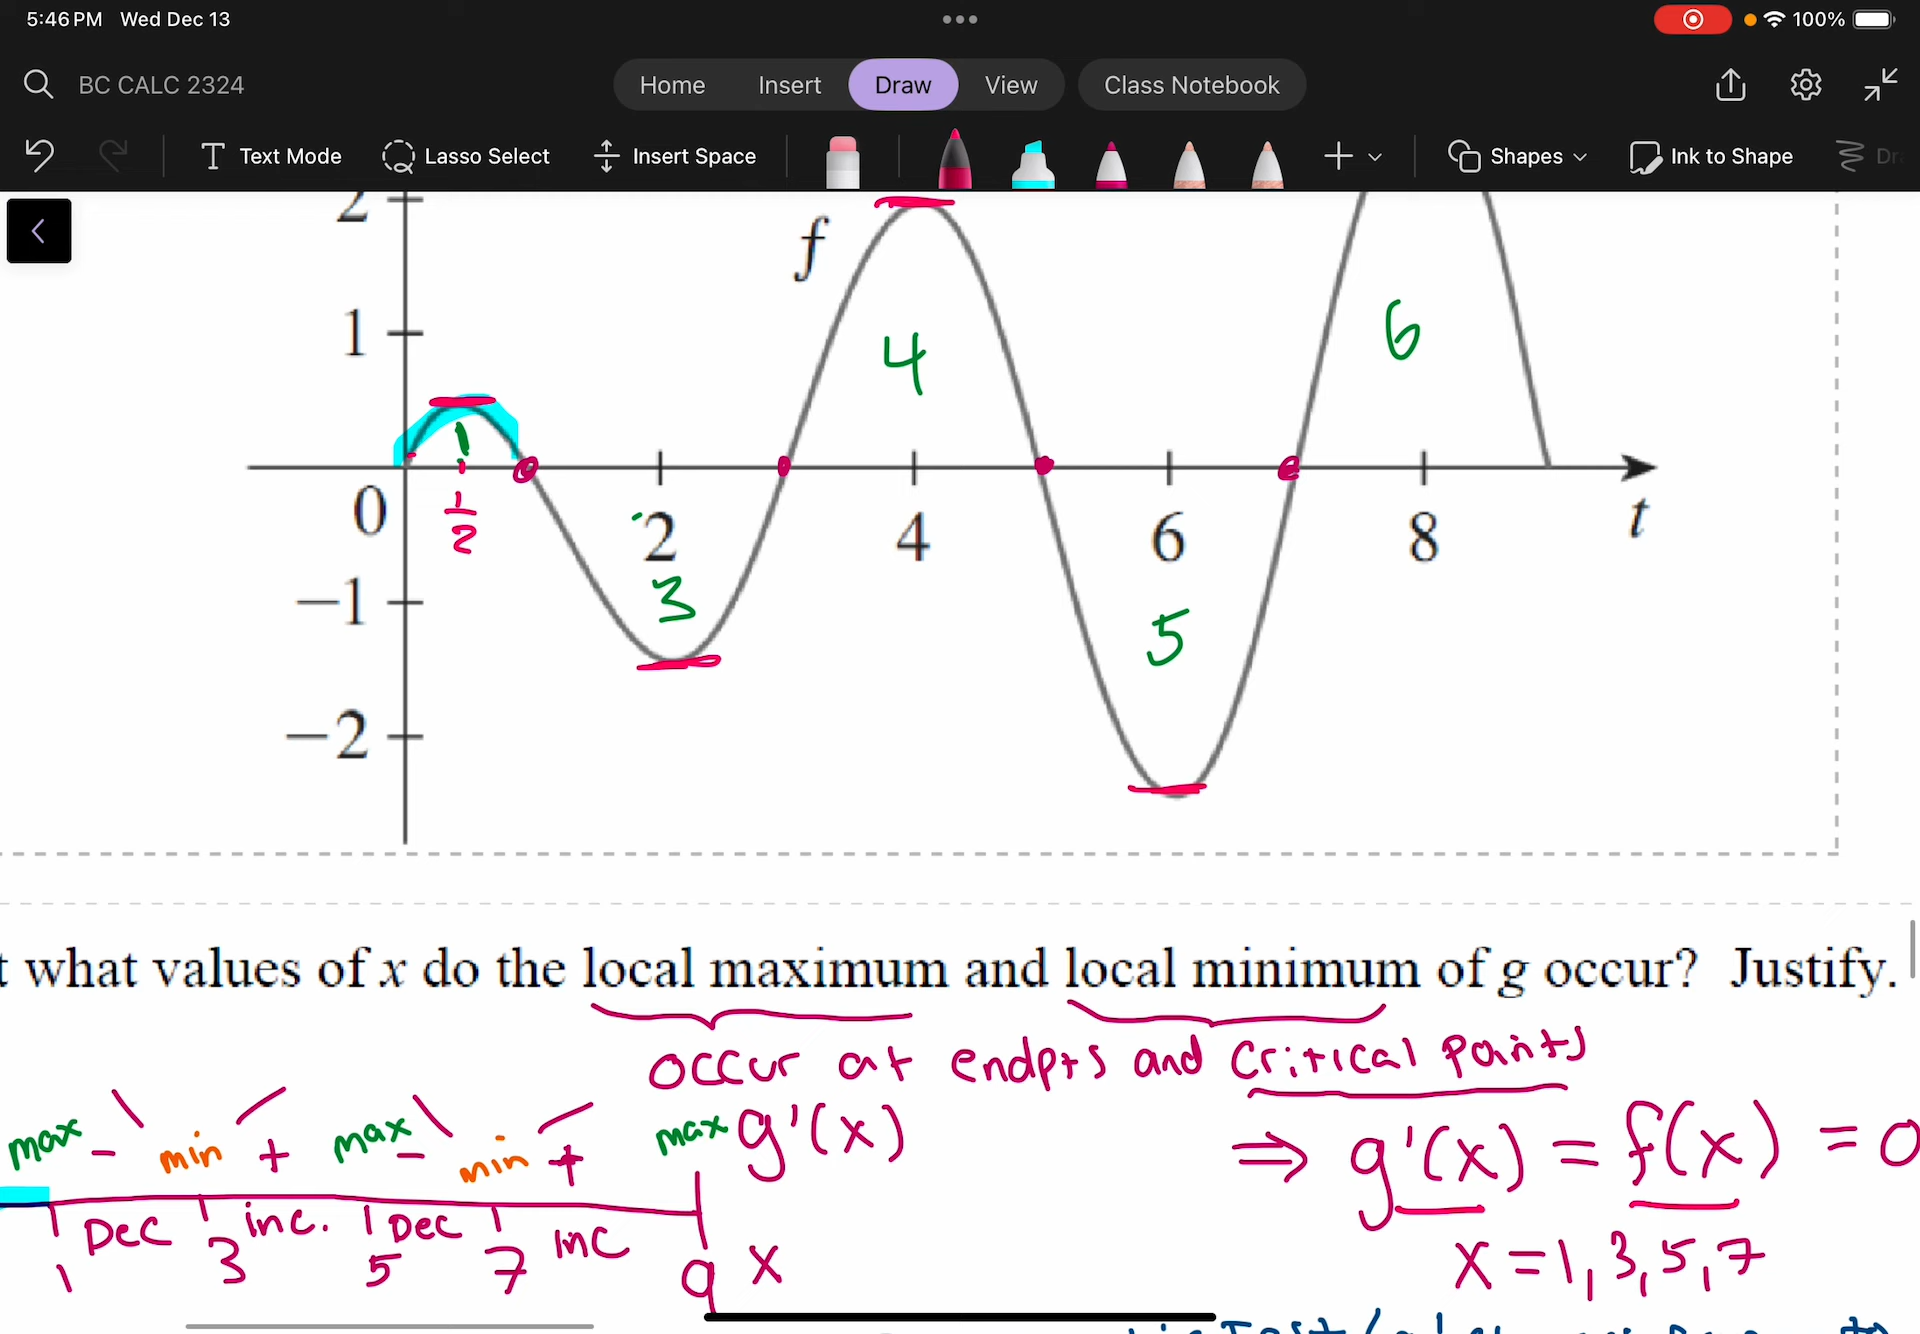 5:46 PM Wed Dec 13
100%
BC CALC 2324
Home Insert Draw View Class Notebook
Text Mode Lasso Select Insert Space Shapes Ink to Shape Dr
2
f
1
4
6
1
0
1/2
2
4
6
8
t
−1
3
5
−2
t what values of x do the local maximum and local minimum of g occur? Justify.
occur at endpts and critical points
max − min + max − min + max g'(x)
⇒ g'(x) = f(x) = 0
1 Dec 3 inc. 5 Dec 7 inc 9 x
x = 1, 3, 5, 7